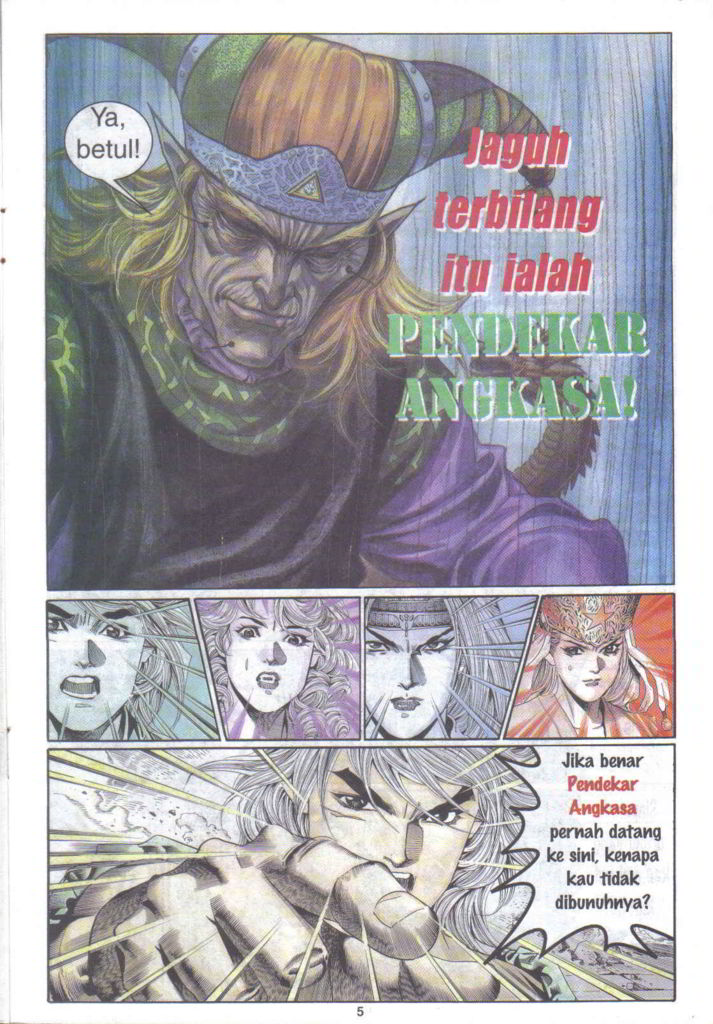 Ya,
betul!
Jaguh
terbilang
itu ialah
PENDEKAR
ANGKASA!
Jika benar
Pendekar
Angkasa
pernah datang
ke sini, kenapa
kau tidak
dibunuhnya?
5